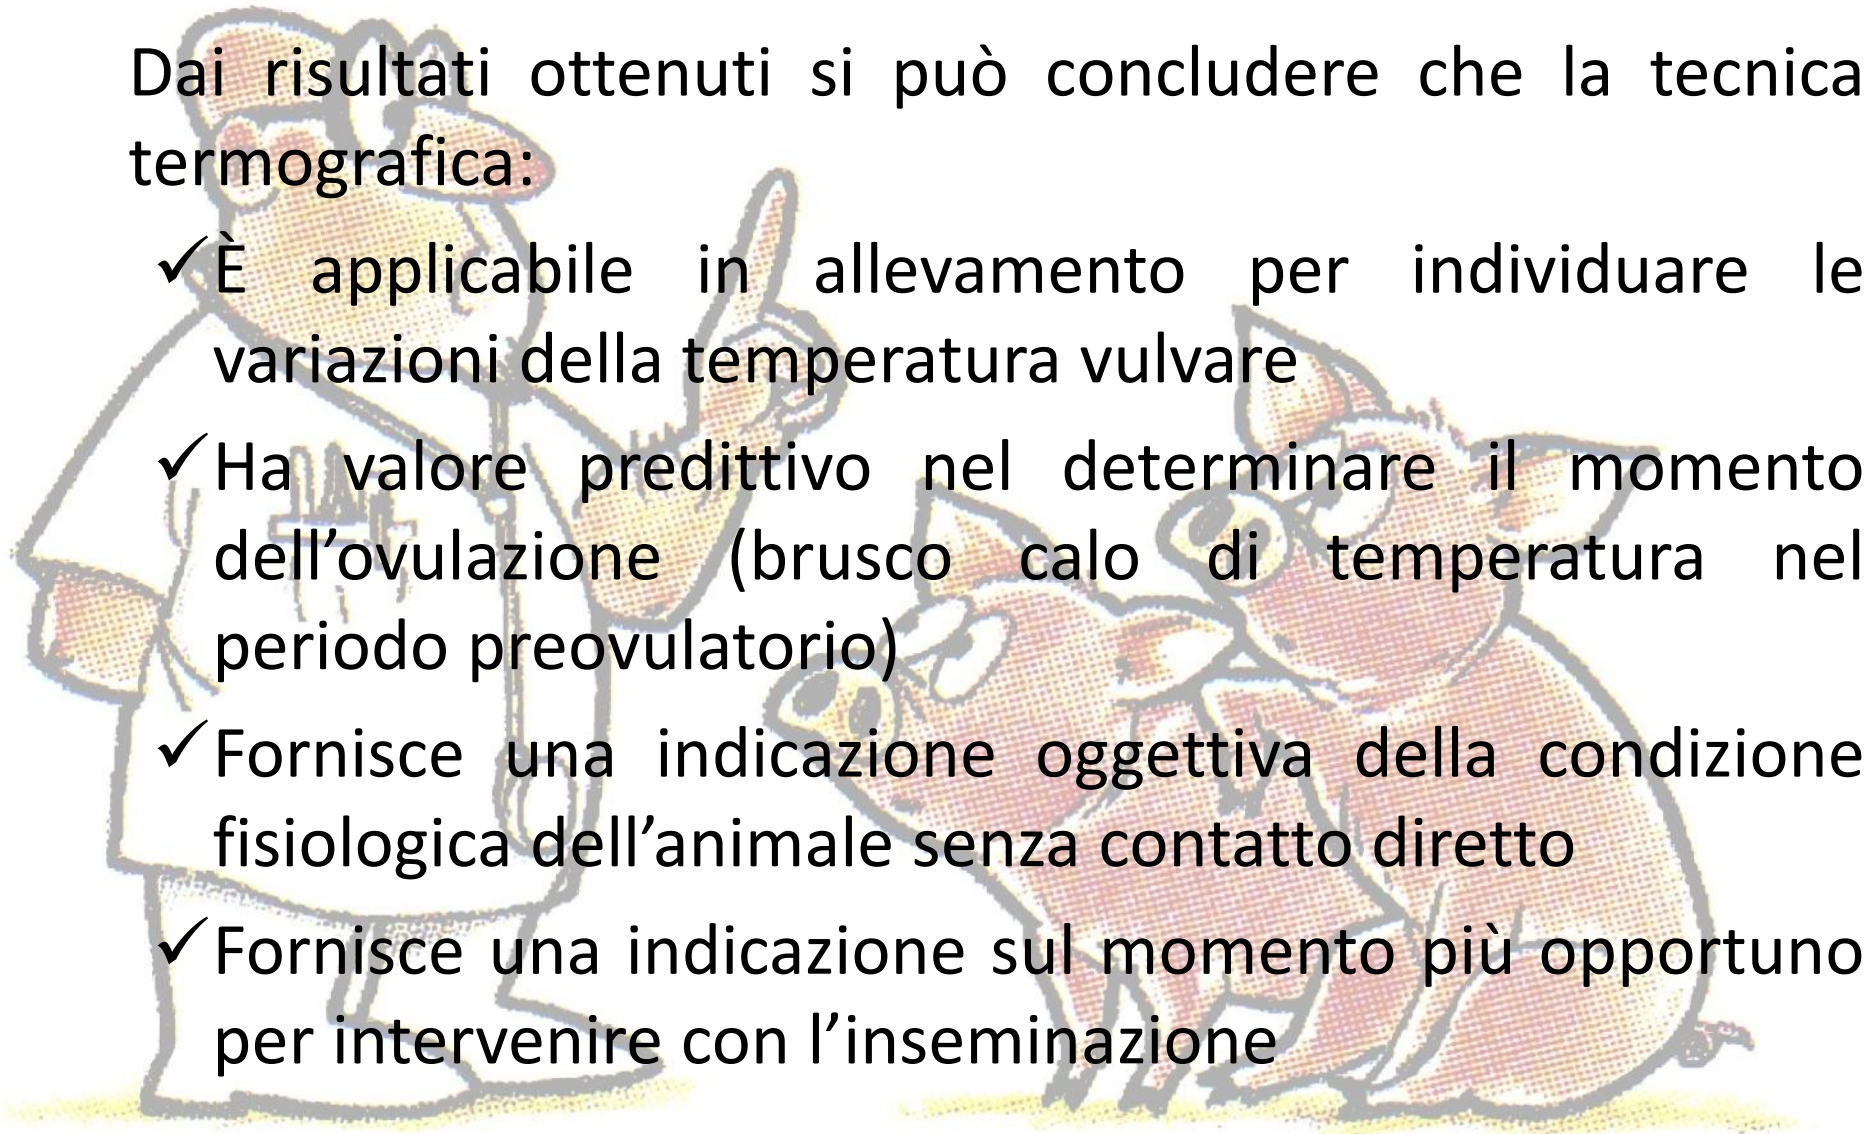 Dai risultati ottenuti si può concludere che la tecnica
termografica:
✓È applicabile in allevamento per individuare le
variazioni della temperatura vulvare
✓Ha valore predittivo nel determinare il momento
dell’ovulazione (brusco calo di temperatura nel
periodo preovulatorio)
✓Fornisce una indicazione oggettiva della condizione
fisiologica dell’animale senza contatto diretto
✓Fornisce una indicazione sul momento più opportuno
per intervenire con l’inseminazione